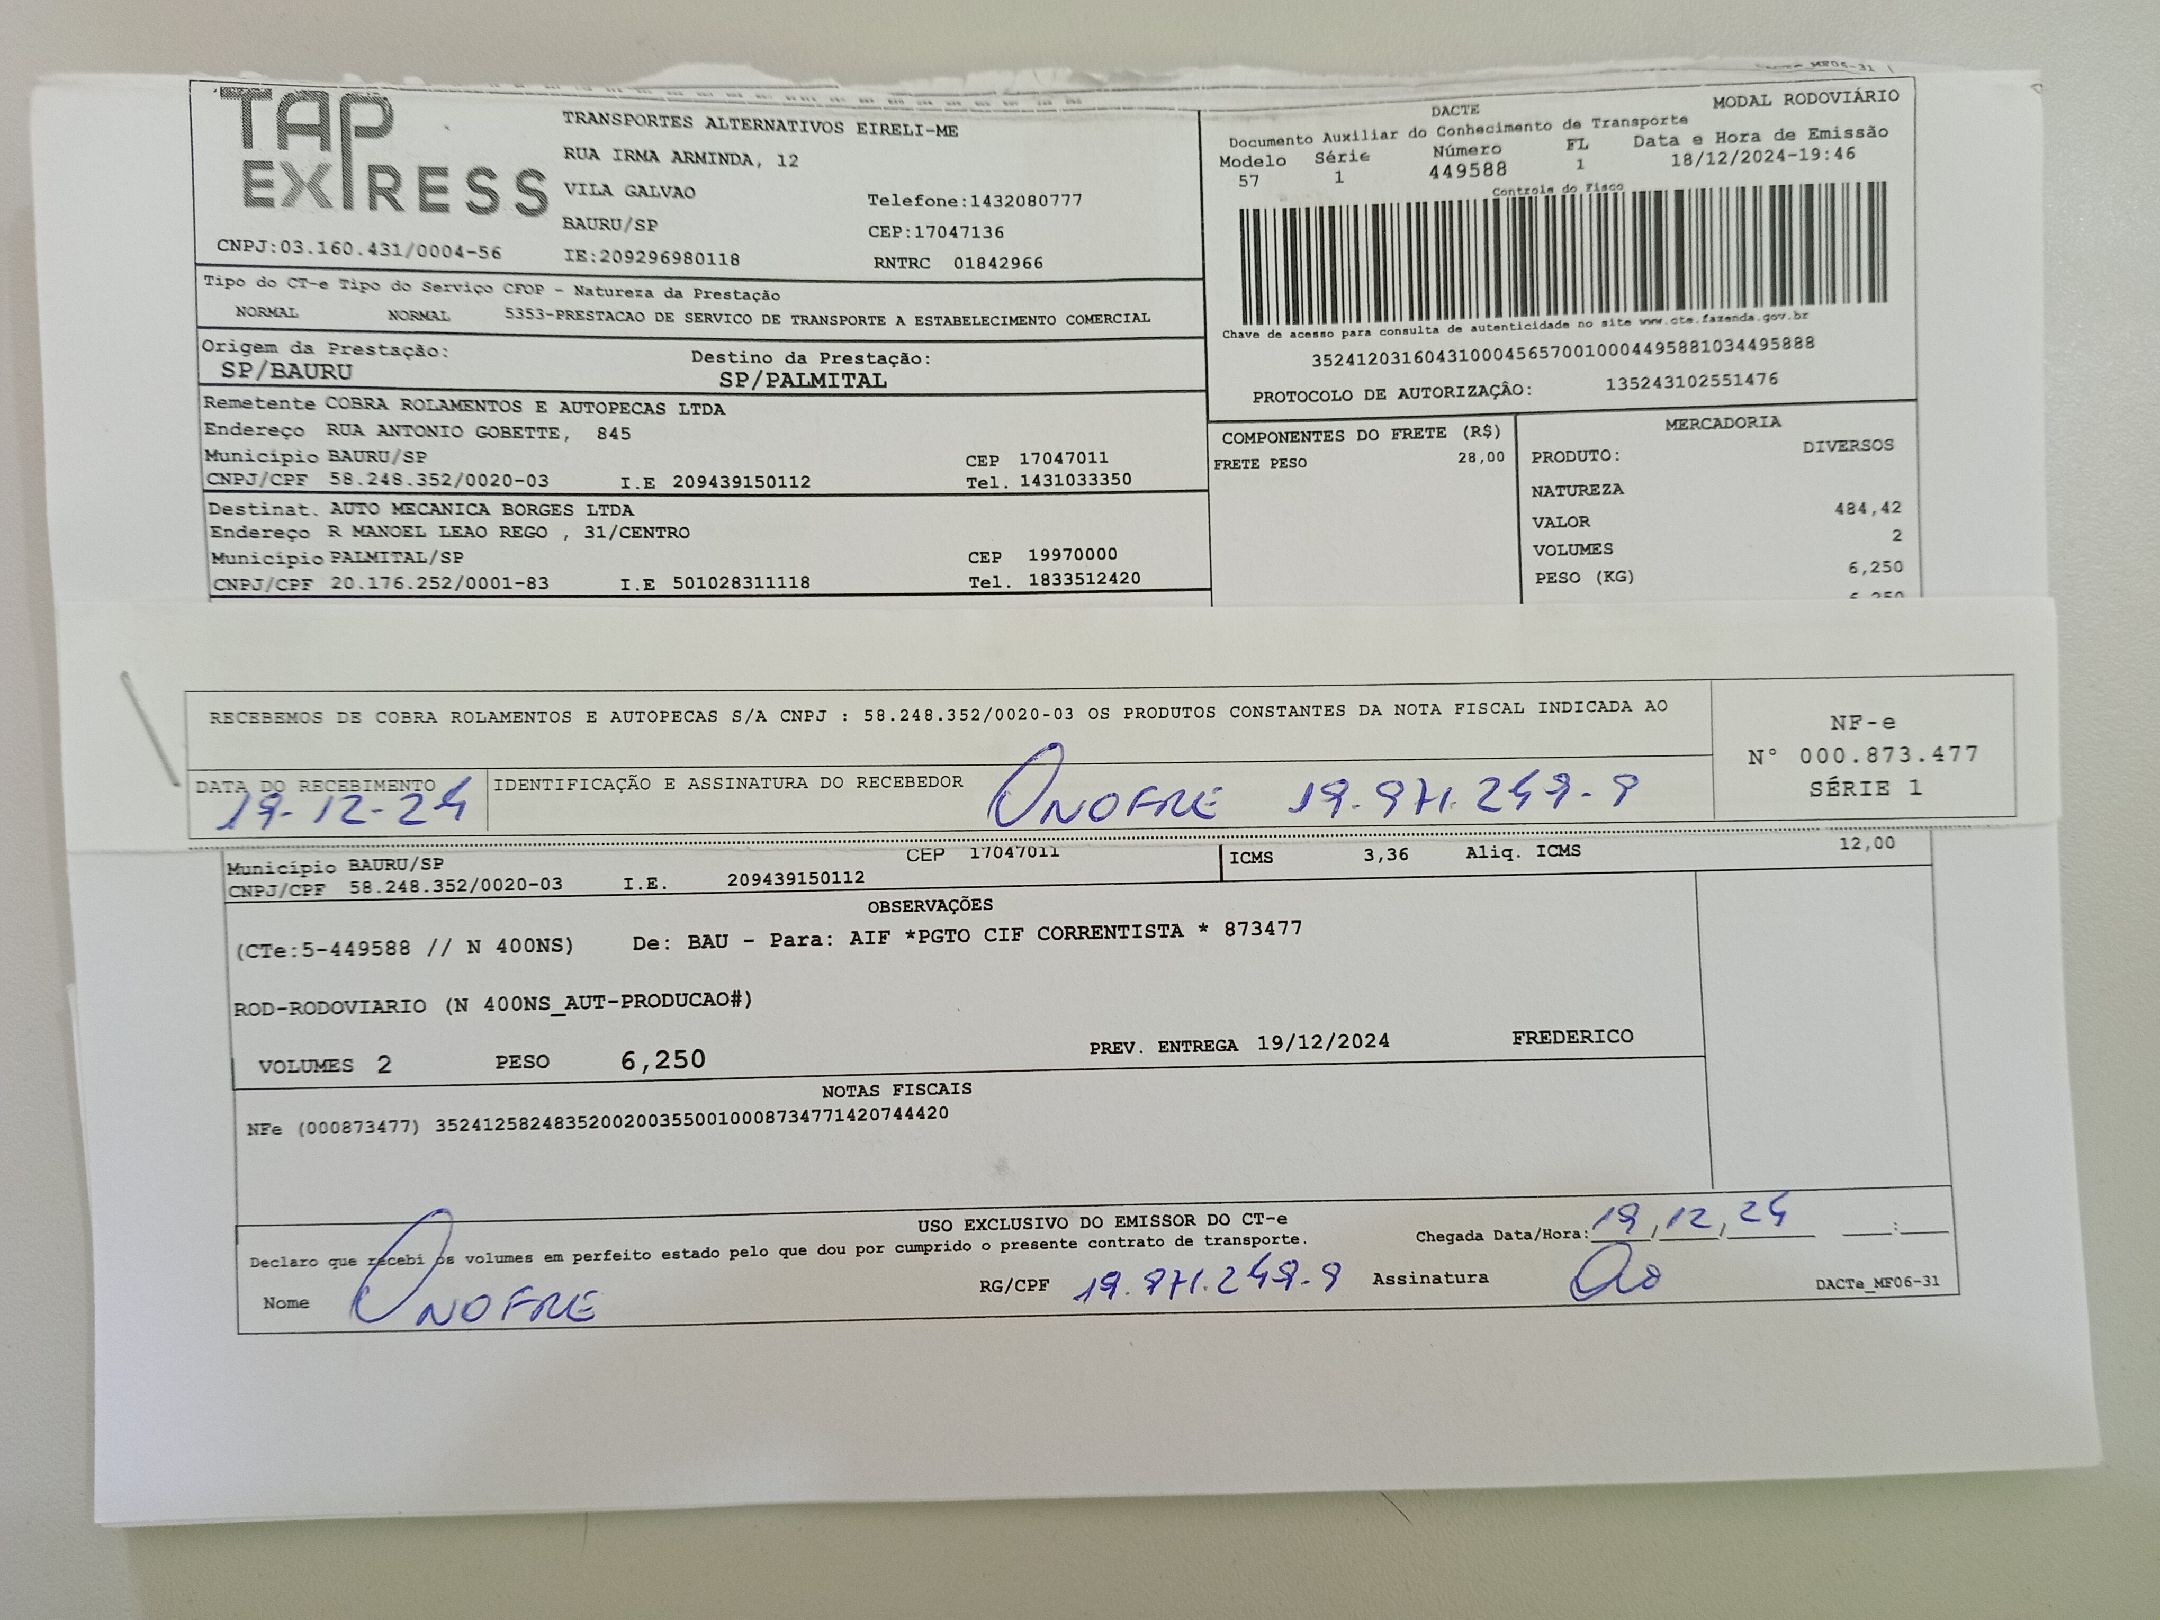 DACTe MF06-31
TAP EXPRESS
TRANSPORTES ALTERNATIVOS EIRELI-ME
RUA IRMA ARMINDA, 12
VILA GALVAO Telefone:1432080777
BAURU/SP CEP:17047136
CNPJ:03.160.431/0004-56 IE:209296980118 RNTRC 01842966
DACTE MODAL RODOVIÁRIO
Documento Auxiliar do Conhecimento de Transporte
Modelo Série Número FL Data e Hora de Emissão
57 1 449588 1 18/12/2024-19:46
Controle do Fisco
Chave de acesso para consulta de autenticidade no site www.cte.fazenda.gov.br
35241203160431000456570010004495881034495888
PROTOCOLO DE AUTORIZAÇÂO: 135243102551476
Tipo do CT-e Tipo do Serviço CFOP - Natureza da Prestação
NORMAL NORMAL 5353-PRESTACAO DE SERVICO DE TRANSPORTE A ESTABELECIMENTO COMERCIAL
Origem da Prestação: Destino da Prestação:
SP/BAURU SP/PALMITAL
Remetente COBRA ROLAMENTOS E AUTOPECAS LTDA
Endereço RUA ANTONIO GOBETTE, 845
Município BAURU/SP CEP 17047011
CNPJ/CPF 58.248.352/0020-03 I.E 209439150112 Tel. 1431033350
Destinat. AUTO MECANICA BORGES LTDA
Endereço R MANOEL LEAO REGO , 31/CENTRO
Município PALMITAL/SP CEP 19970000
CNPJ/CPF 20.176.252/0001-83 I.E 501028311118 Tel. 1833512420
COMPONENTES DO FRETE (R$)
FRETE PESO 28,00
MERCADORIA
PRODUTO: DIVERSOS
NATUREZA
VALOR 484,42
VOLUMES 2
PESO (KG) 6,250
6,250
RECEBEMOS DE COBRA ROLAMENTOS E AUTOPECAS S/A CNPJ : 58.248.352/0020-03 OS PRODUTOS CONSTANTES DA NOTA FISCAL INDICADA AO
DATA DO RECEBIMENTO IDENTIFICAÇÃO E ASSINATURA DO RECEBEDOR
19-12-24 ONOFRE 19.971.249-9
NF-e
N° 000.873.477
SÉRIE 1
Município BAURU/SP CEP 17047011
CNPJ/CPF 58.248.352/0020-03 I.E. 209439150112
ICMS 3,36 Aliq. ICMS 12,00
OBSERVAÇÕES
(CTe:5-449588 // N 400NS) De: BAU - Para: AIF *PGTO CIF CORRENTISTA * 873477
ROD-RODOVIARIO (N 400NS_AUT-PRODUCAO#)
VOLUMES 2 PESO 6,250 PREV. ENTREGA 19/12/2024 FREDERICO
NOTAS FISCAIS
NFe (000873477) 35241258248352002003550010008734771420744420
USO EXCLUSIVO DO EMISSOR DO CT-e
Declaro que recebi os volumes em perfeito estado pelo que dou por cumprido o presente contrato de transporte. Chegada Data/Hora: 19,12,24 :
Nome ONOFRE RG/CPF 19.971.249-9 Assinatura DACTe_MF06-31